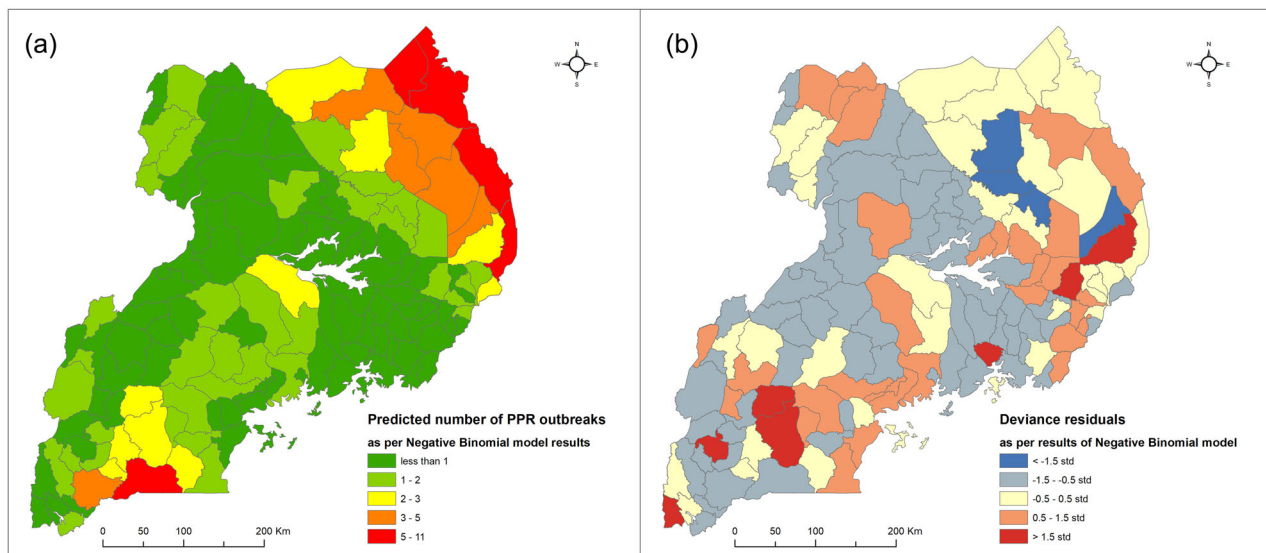 (a)
N
W E
S
Predicted number of PPR outbreaks
as per Negative Binomial model results
less than 1
1 - 2
2 - 3
3 - 5
5 - 11
0 50 100 200 Km
(b)
N
W E
S
Deviance residuals
as per results of Negative Binomial model
< -1.5 std
-1.5 - -0.5 std
-0.5 - 0.5 std
0.5 - 1.5 std
> 1.5 std
0 50 100 200 Km